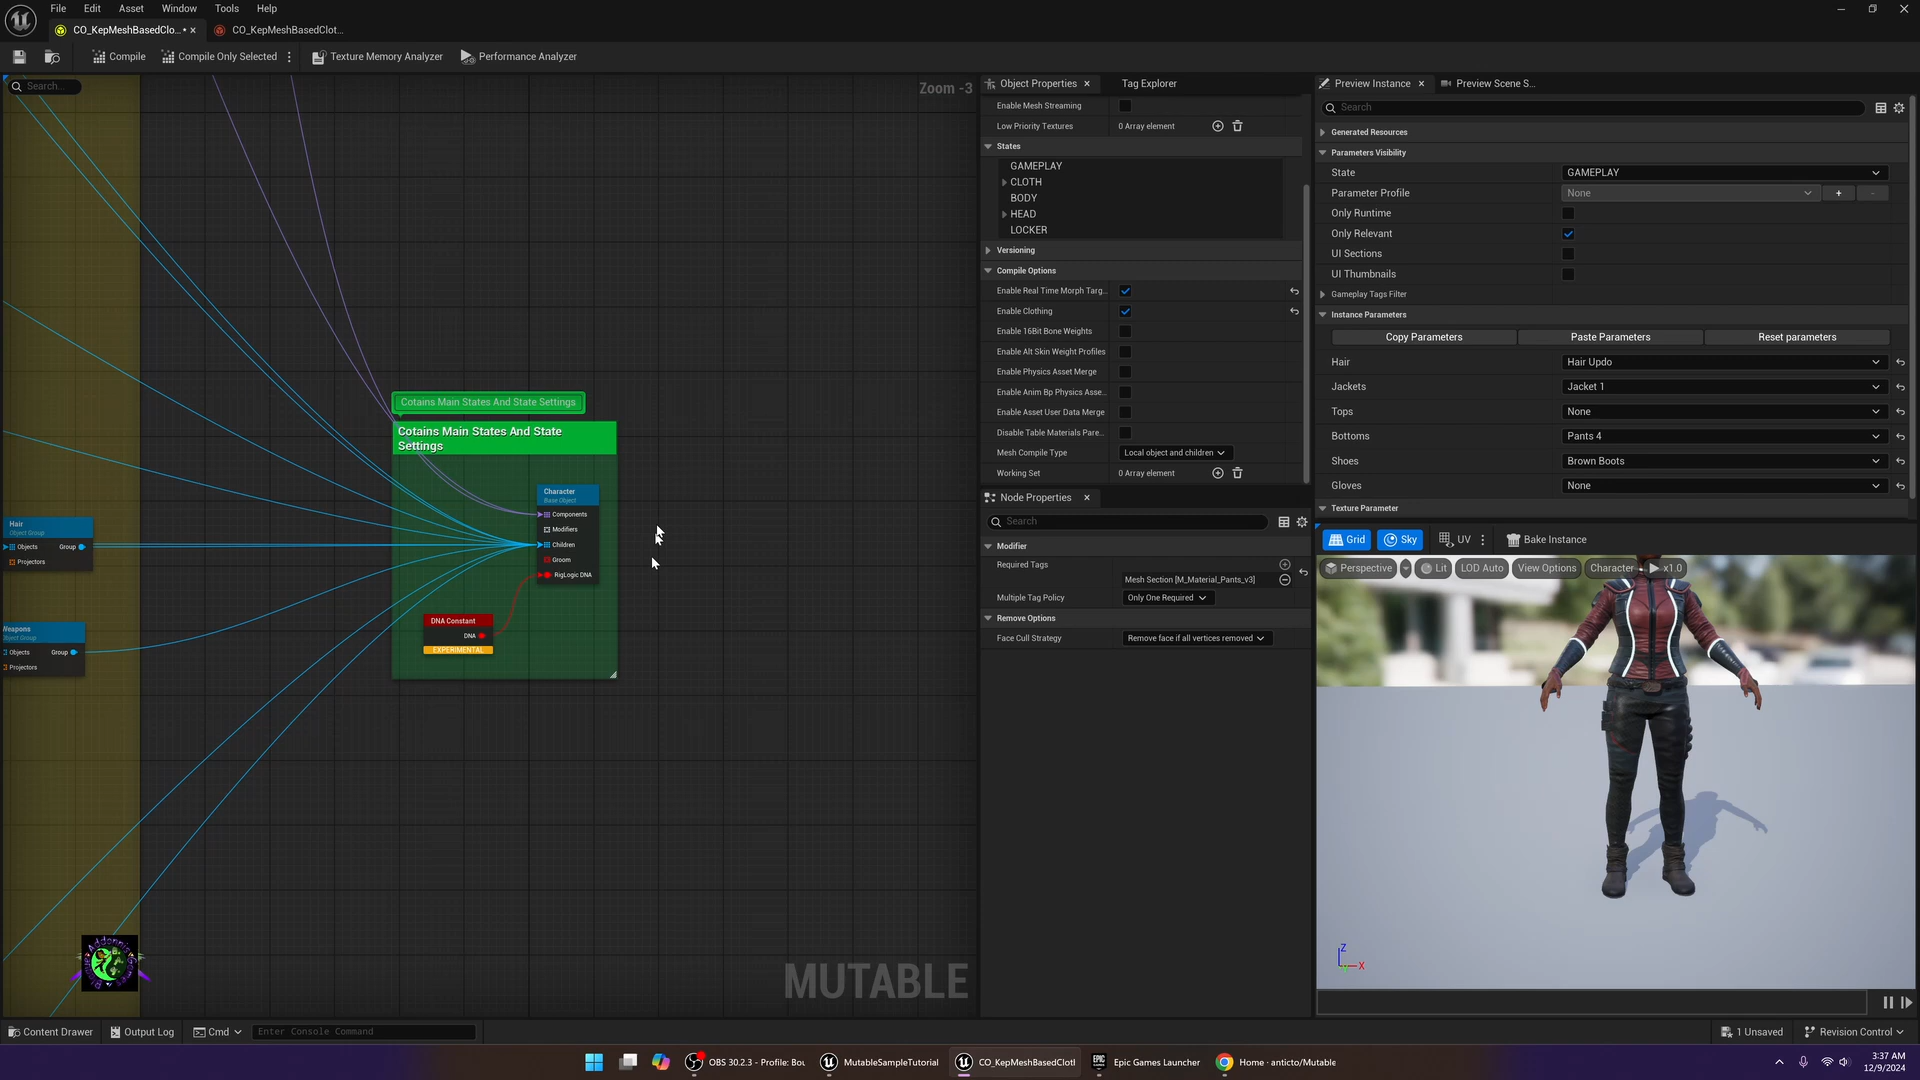 File Edit Asset Window Tools Help
CO_KepMeshBasedClo...• ×
CO_KepMeshBasedClot...
Compile
Compile Only Selected
Texture Memory Analyzer
Performance Analyzer
Search...
Zoom -3
Cotains Main States And State Settings
Cotains Main States And State
Settings
Character
Base Object
Components
Modifiers
Children
Groom
RigLogic DNA
DNA Constant
DNA
EXPERIMENTAL
Hair
Object Group
Objects Group
Projectors
Weapons
Object Group
Objects Group
Projectors
MUTABLE
Object Properties ×
Tag Explorer
Enable Mesh Streaming
Low Priority Textures 0 Array element
States
GAMEPLAY
CLOTH
BODY
HEAD
LOCKER
Versioning
Compile Options
Enable Real Time Morph Targ...
Enable Clothing
Enable 16Bit Bone Weights
Enable Alt Skin Weight Profiles
Enable Physics Asset Merge
Enable Anim Bp Physics Asse...
Enable Asset User Data Merge
Disable Table Materials Pare...
Mesh Compile Type Local object and children
Working Set 0 Array element
Node Properties ×
Search
Modifier
Required Tags
Mesh Section [M_Material_Pants_v3]
Multiple Tag Policy Only One Required
Remove Options
Face Cull Strategy Remove face if all vertices removed
Preview Instance ×
Preview Scene S...
Search
Generated Resources
Parameters Visibility
State GAMEPLAY
Parameter Profile None + -
Only Runtime
Only Relevant
UI Sections
UI Thumbnails
Gameplay Tags Filter
Instance Parameters
Copy Parameters Paste Parameters Reset parameters
Hair Hair Updo
Jackets Jacket 1
Tops None
Bottoms Pants 4
Shoes Brown Boots
Gloves None
Texture Parameter
Grid Sky UV Bake Instance
Perspective Lit LOD Auto View Options Character x1.0
Z
X
Content Drawer Output Log Cmd Enter Console Command
1 Unsaved Revision Control
OBS 30.2.3 - Profile: Bou
MutableSampleTutorial
CO_KepMeshBasedCloth
Epic Games Launcher
Home · anticto/Mutable
3:37 AM
12/9/2024